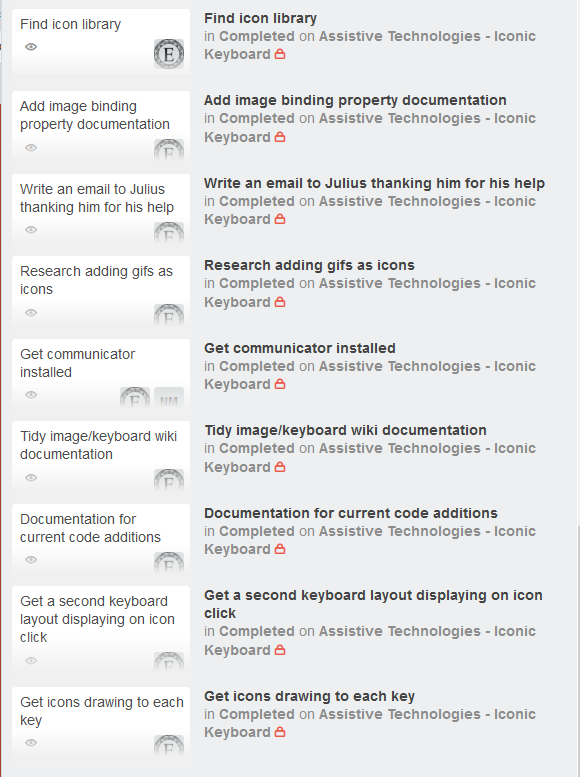 Find icon library
E
Find icon library
in Completed on Assistive Technologies - Iconic
Keyboard
Add image binding
property documentation
E
Add image binding property documentation
in Completed on Assistive Technologies - Iconic
Keyboard
Write an email to Julius
thanking him for his help
E
Write an email to Julius thanking him for his help
in Completed on Assistive Technologies - Iconic
Keyboard
Research adding gifs as
icons
E
Research adding gifs as icons
in Completed on Assistive Technologies - Iconic
Keyboard
Get communicator
installed
E NM
Get communicator installed
in Completed on Assistive Technologies - Iconic
Keyboard
Tidy image/keyboard wiki
documentation
E
Tidy image/keyboard wiki documentation
in Completed on Assistive Technologies - Iconic
Keyboard
Documentation for
current code additions
E
Documentation for current code additions
in Completed on Assistive Technologies - Iconic
Keyboard
Get a second keyboard
layout displaying on icon
click
E
Get a second keyboard layout displaying on icon
click
in Completed on Assistive Technologies - Iconic
Keyboard
Get icons drawing to each
key
E
Get icons drawing to each key
in Completed on Assistive Technologies - Iconic
Keyboard